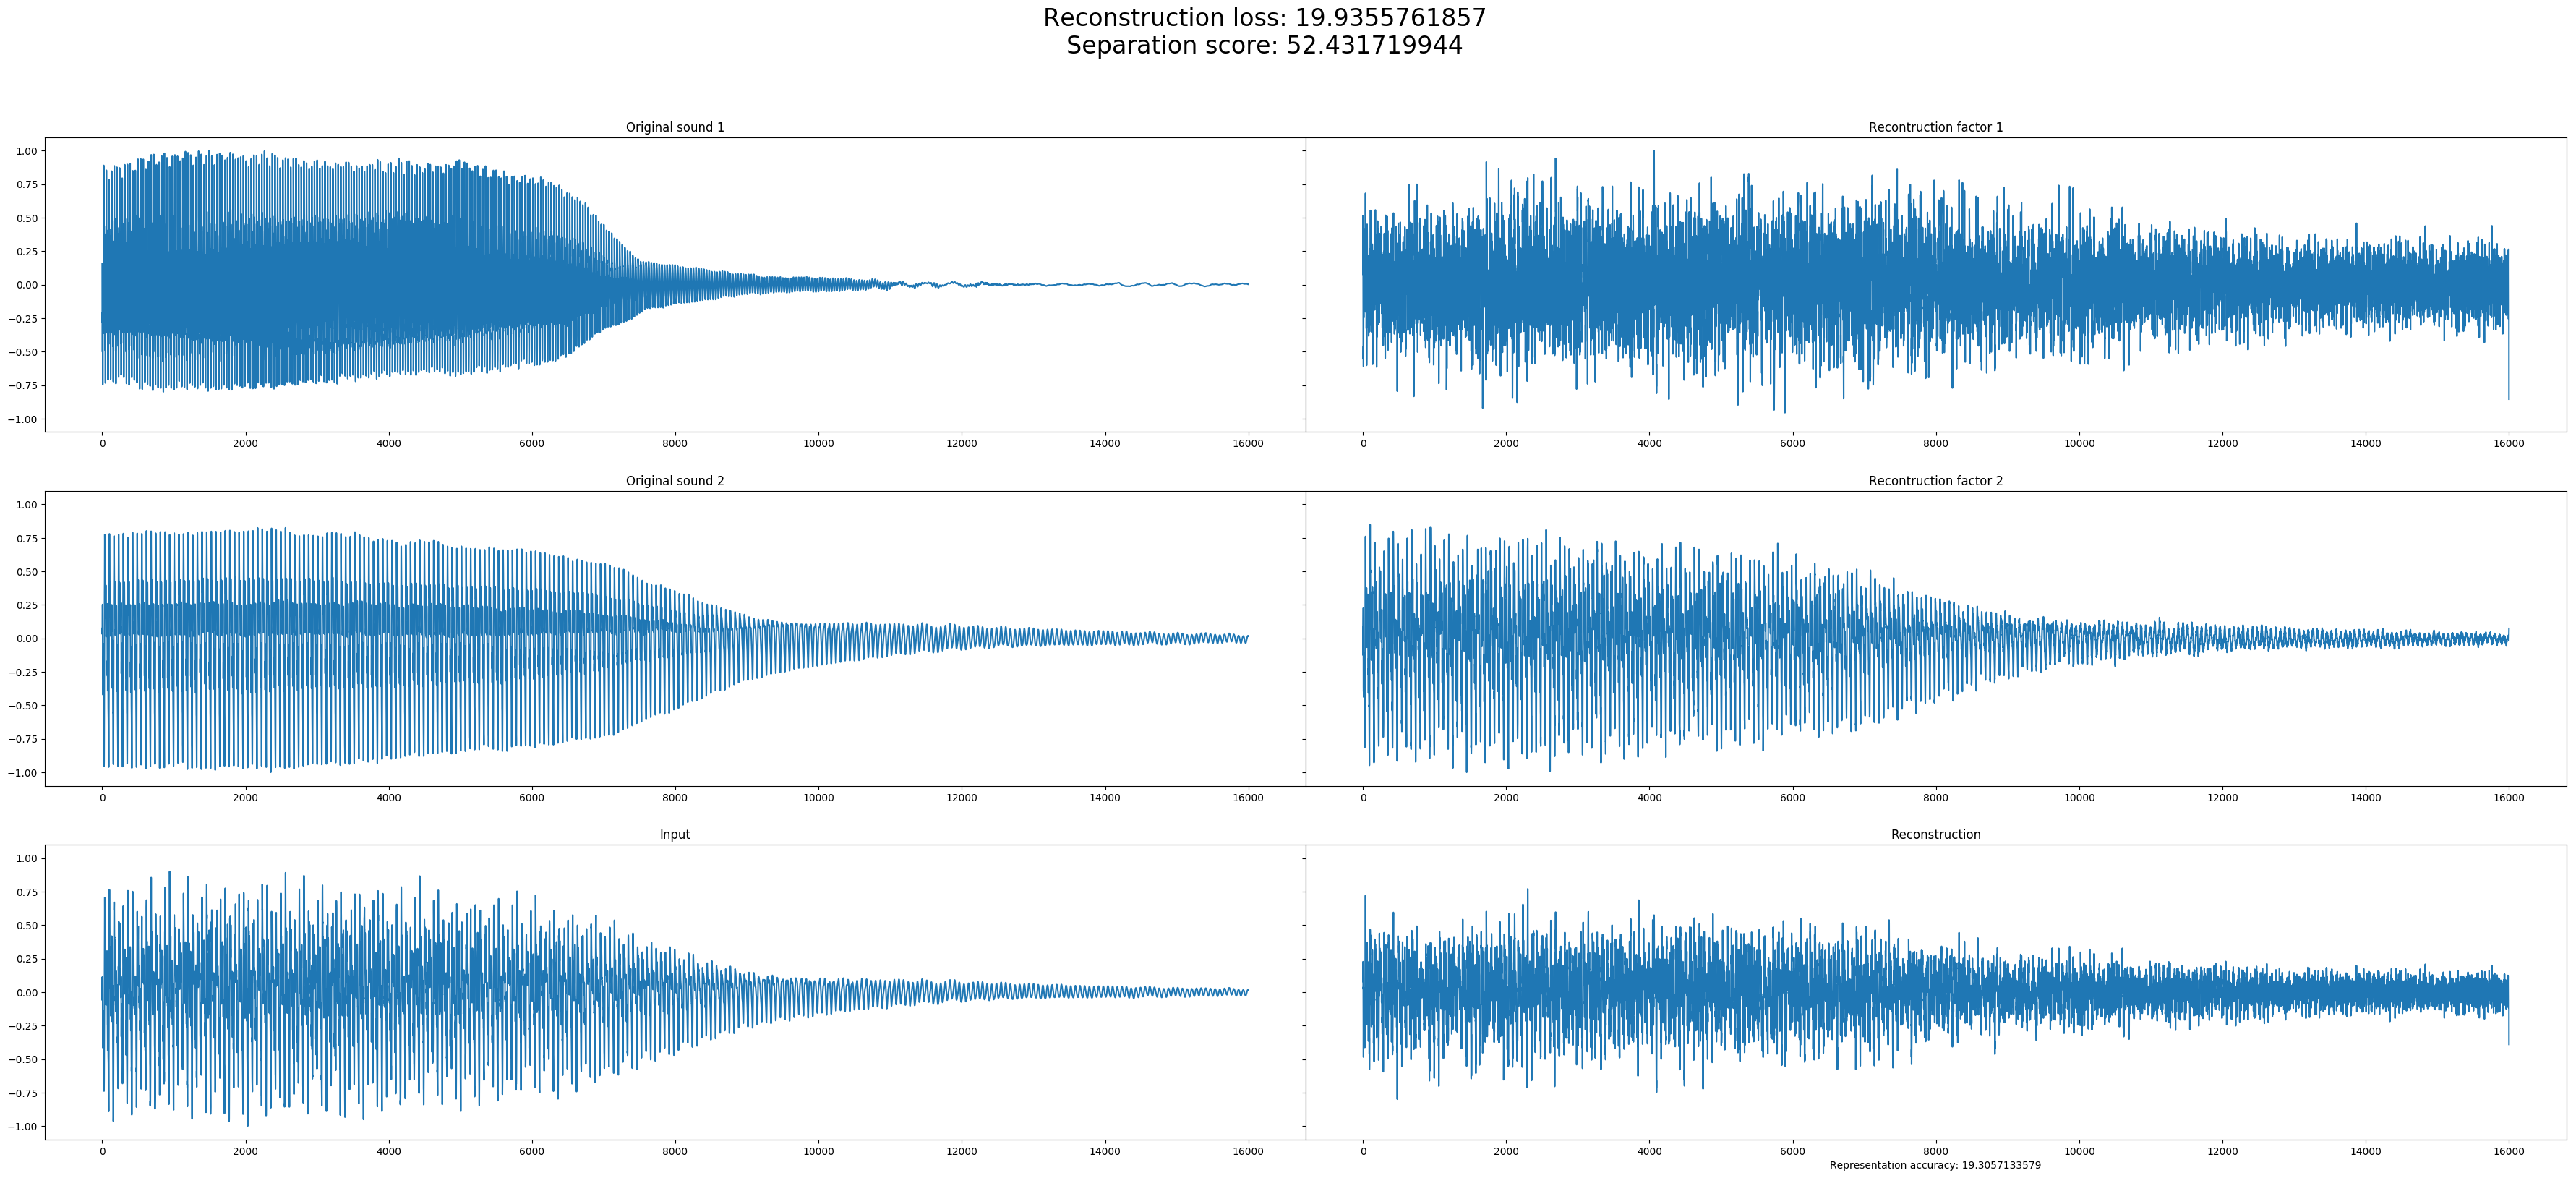 Reconstruction loss: 19.9355761857
Separation score: 52.431719944
Original sound 1
Recontruction factor 1
1.00
0.75
0.50
0.25
0.00
−0.25
−0.50
−0.75
−1.00
0 2000 4000 6000 8000 10000 12000 14000 16000
0 2000 4000 6000 8000 10000 12000 14000 16000
Original sound 2
Recontruction factor 2
1.00
0.75
0.50
0.25
0.00
−0.25
−0.50
−0.75
−1.00
0 2000 4000 6000 8000 10000 12000 14000 16000
0 2000 4000 6000 8000 10000 12000 14000 16000
Input
Reconstruction
1.00
0.75
0.50
0.25
0.00
−0.25
−0.50
−0.75
−1.00
0 2000 4000 6000 8000 10000 12000 14000 16000
0 2000 4000 6000 8000 10000 12000 14000 16000
Representation accuracy: 19.3057133579